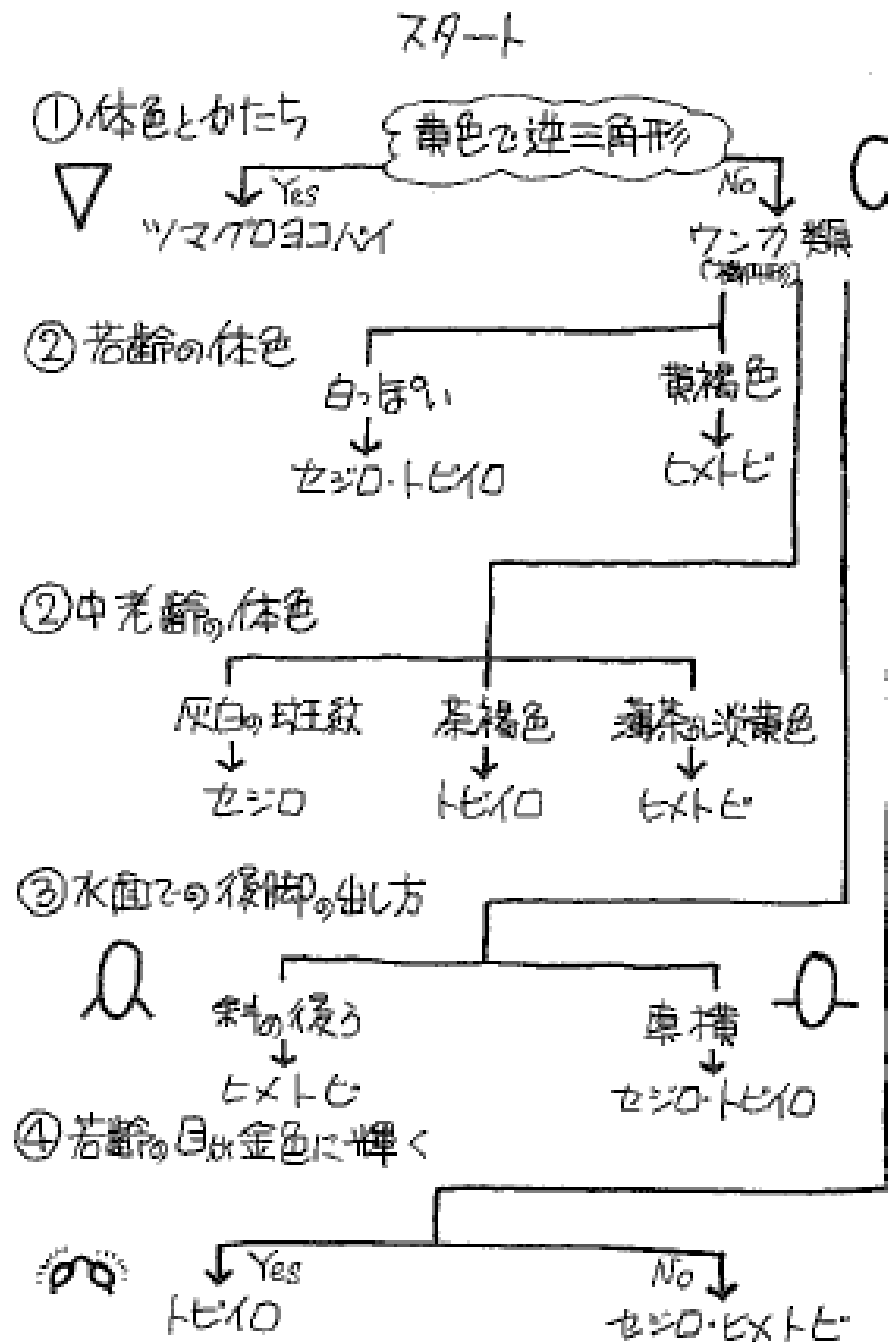 スタート
①体色とかたち
黄色で逆三角形
Yes
No
ツマグロヨコバイ
ウンカ類
(楕円形)
②若齢の体色
白っぽい
黄褐色
セジロ・トビイロ
ヒメトビ
②中老齢の体色
灰白の斑紋
茶褐色
薄茶か淡黄色
セジロ
トビイロ
ヒメトビ
③水面での後脚の出し方
斜め後ろ
真横
ヒメトビ
セジロ・トビイロ
④若齢の目が金色に輝く
Yes
No
トビイロ
セジロ・ヒメトビ